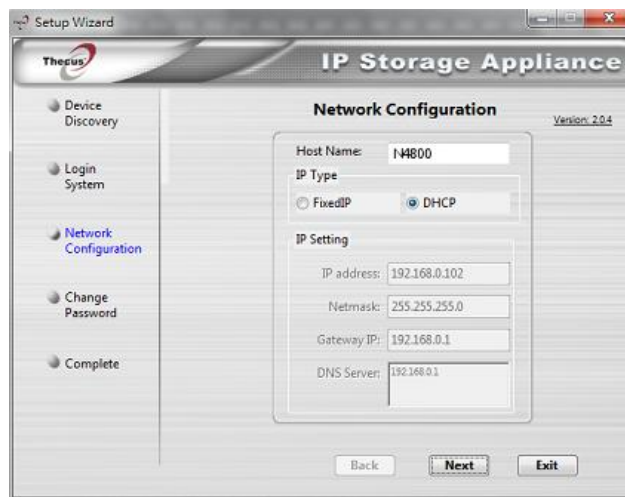 Setup Wizard
Thecus
IP Storage Appliance
Device
Discovery
Login
System
Network
Configuration
Change
Password
Complete
Network Configuration
Version: 2.0.4
Host Name: N4800
IP Type
FixedIP DHCP
IP Setting
IP address: 192.168.0.102
Netmask: 255.255.255.0
Gateway IP: 192.168.0.1
DNS Server: 192.168.0.1
Back Next Exit